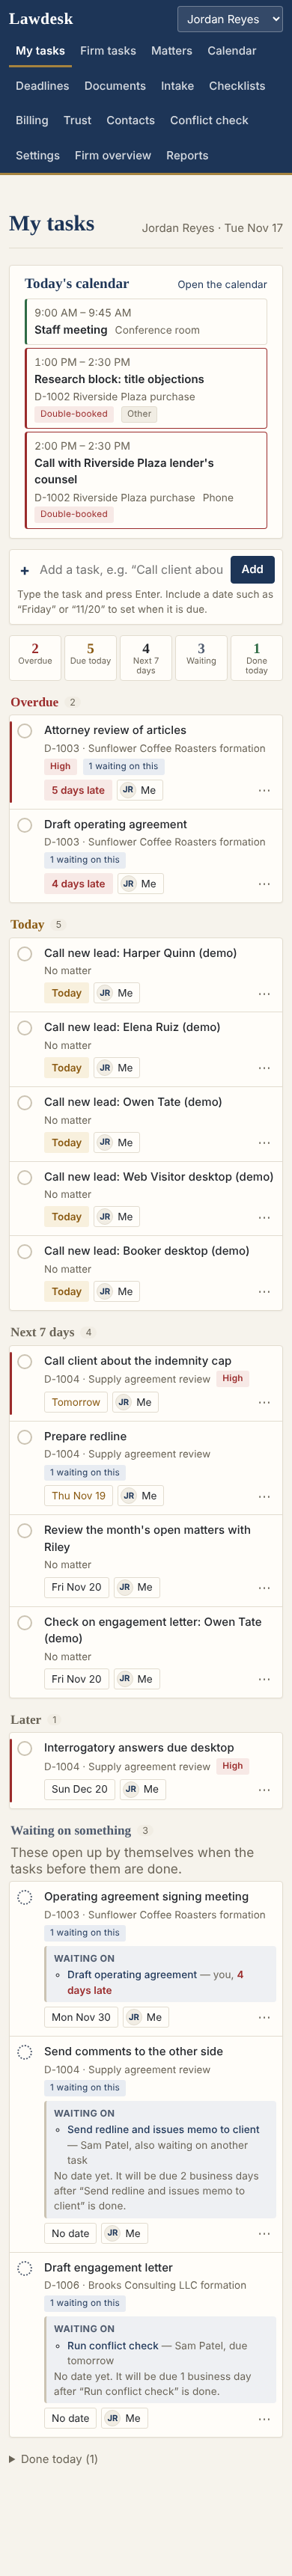 Lawdesk
Jordan Reyes
My tasks Firm tasks Matters Calendar
Deadlines Documents Intake Checklists
Billing Trust Contacts Conflict check
Settings Firm overview Reports
My tasks
Jordan Reyes · Tue Nov 17
Today's calendar
Open the calendar
9:00 AM – 9:45 AM
Staff meeting Conference room
1:00 PM – 2:30 PM
Research block: title objections
D-1002 Riverside Plaza purchase
Double-booked Other
2:00 PM – 2:30 PM
Call with Riverside Plaza lender's
counsel
D-1002 Riverside Plaza purchase Phone
Double-booked
+ Add a task, e.g. “Call client abou
Add
Type the task and press Enter. Include a date such as
“Friday” or “11/20” to set when it is due.
2 5 4 3 1
Overdue Due today Next 7 Waiting Done
days today
Overdue 2
Attorney review of articles
D-1003 · Sunflower Coffee Roasters formation
High 1 waiting on this
5 days late JR Me ⋯
Draft operating agreement
D-1003 · Sunflower Coffee Roasters formation
1 waiting on this
4 days late JR Me ⋯
Today 5
Call new lead: Harper Quinn (demo)
No matter
Today JR Me ⋯
Call new lead: Elena Ruiz (demo)
No matter
Today JR Me ⋯
Call new lead: Owen Tate (demo)
No matter
Today JR Me ⋯
Call new lead: Web Visitor desktop (demo)
No matter
Today JR Me ⋯
Call new lead: Booker desktop (demo)
No matter
Today JR Me ⋯
Next 7 days 4
Call client about the indemnity cap
D-1004 · Supply agreement review High
Tomorrow JR Me ⋯
Prepare redline
D-1004 · Supply agreement review
1 waiting on this
Thu Nov 19 JR Me ⋯
Review the month's open matters with
Riley
No matter
Fri Nov 20 JR Me ⋯
Check on engagement letter: Owen Tate
(demo)
No matter
Fri Nov 20 JR Me ⋯
Later 1
Interrogatory answers due desktop
D-1004 · Supply agreement review High
Sun Dec 20 JR Me ⋯
Waiting on something 3
These open up by themselves when the
tasks before them are done.
Operating agreement signing meeting
D-1003 · Sunflower Coffee Roasters formation
1 waiting on this
WAITING ON
Draft operating agreement — you, 4
days late
Mon Nov 30 JR Me ⋯
Send comments to the other side
D-1004 · Supply agreement review
1 waiting on this
WAITING ON
Send redline and issues memo to client
— Sam Patel, also waiting on another
task
No date yet. It will be due 2 business days
after “Send redline and issues memo to
client” is done.
No date JR Me ⋯
Draft engagement letter
D-1006 · Brooks Consulting LLC formation
1 waiting on this
WAITING ON
Run conflict check — Sam Patel, due
tomorrow
No date yet. It will be due 1 business day
after “Run conflict check” is done.
No date JR Me ⋯
Done today (1)